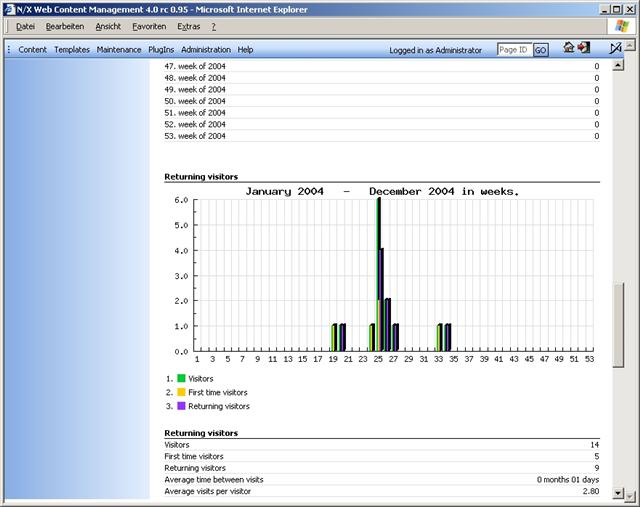 N/X Web Content Management 4.0 rc 0.95 - Microsoft Internet Explorer
Datei Bearbeiten Ansicht Favoriten Extras ?
Content Templates Maintenance PlugIns Administration Help Logged in as Administrator Page ID GO
47. week of 2004 0
48. week of 2004 0
49. week of 2004 0
50. week of 2004 0
51. week of 2004 0
52. week of 2004 0
53. week of 2004 0
Returning visitors
January 2004 - December 2004 in weeks.
6.0
5.0
4.0
3.0
2.0
1.0
0.0
1 3 5 7 9 11 13 15 17 19 21 23 25 27 29 31 33 35 37 39 41 43 45 47 49 51 53
1. Visitors
2. First time visitors
3. Returning visitors
Returning visitors
Visitors 14
First time visitors 5
Returning visitors 9
Average time between visits 0 months 01 days
Average visits per visitor 2.80